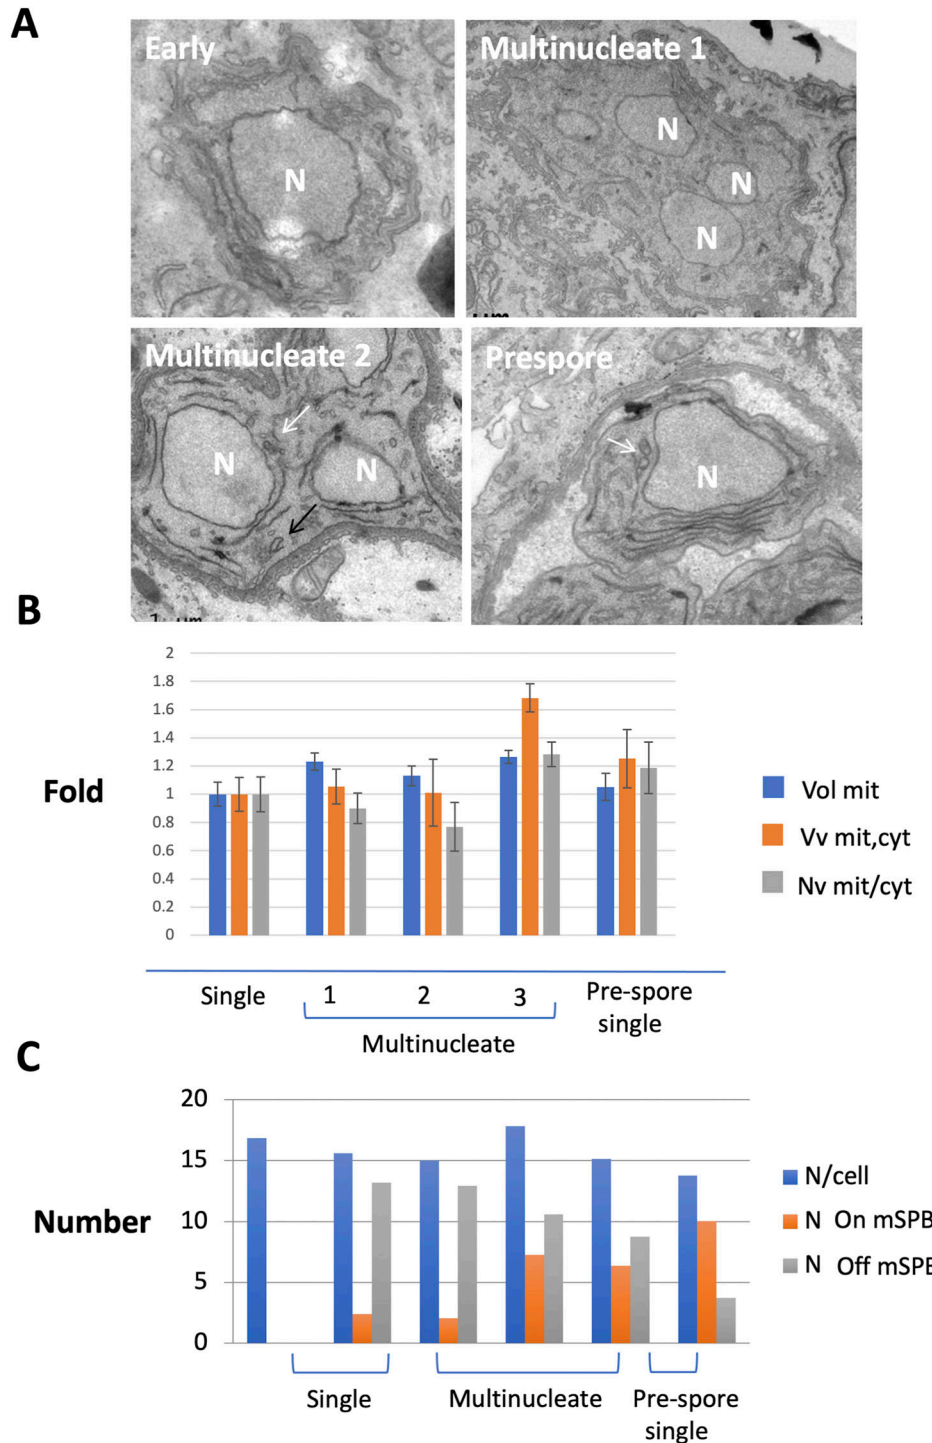 A
Early
N
Multinucleate 1
N
N
N
Multinucleate 2
N
N
Prespore
N
B
2
1.8
1.6
1.4
1.2
1
0.8
0.6
0.4
0.2
0
Fold
Vol mit
Vv mit,cyt
Nv mit/cyt
Single
1
2
3
Pre-spore
single
Multinucleate
C
20
15
10
5
0
Number
N/cell
N On mSPB
N Off mSPB
Single
Multinucleate
Pre-spore
single